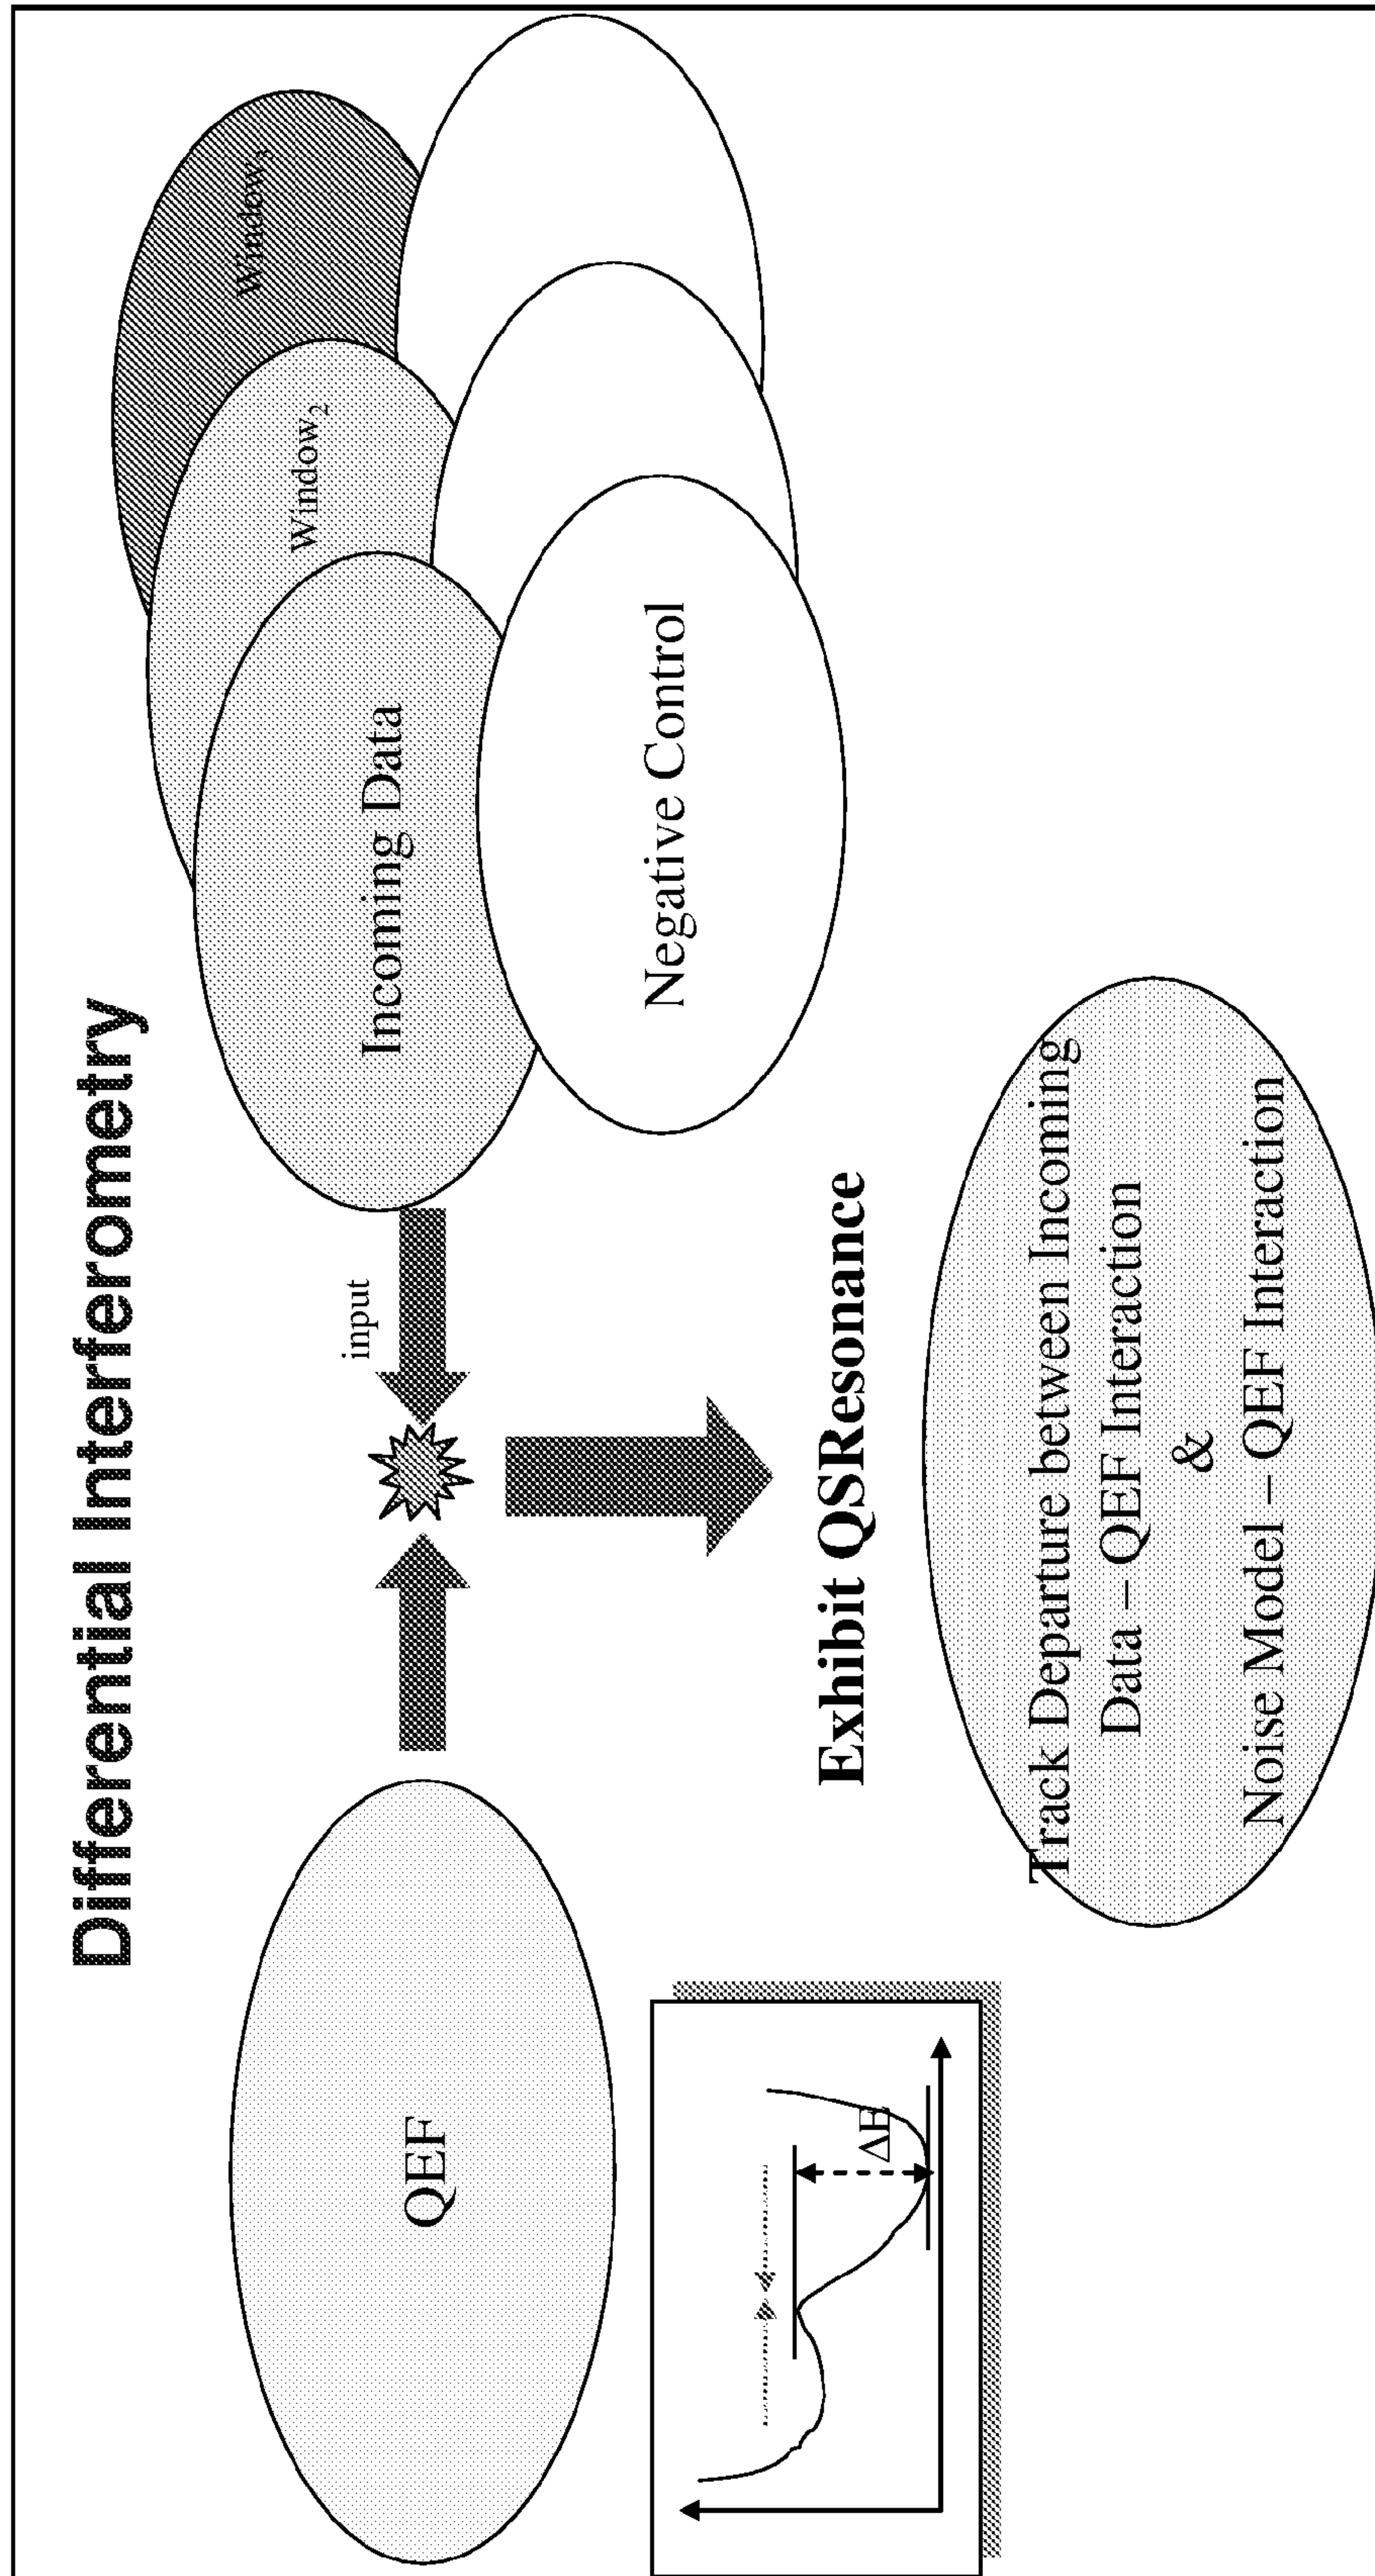 Differential Interferometry
QEF
input
Incoming Data
Window₂
Window₃
Negative Control
ΔE
Exhibit QSResonance
Track Departure between Incoming
Data – QEF Interaction
&
Noise Model – QEF Interaction